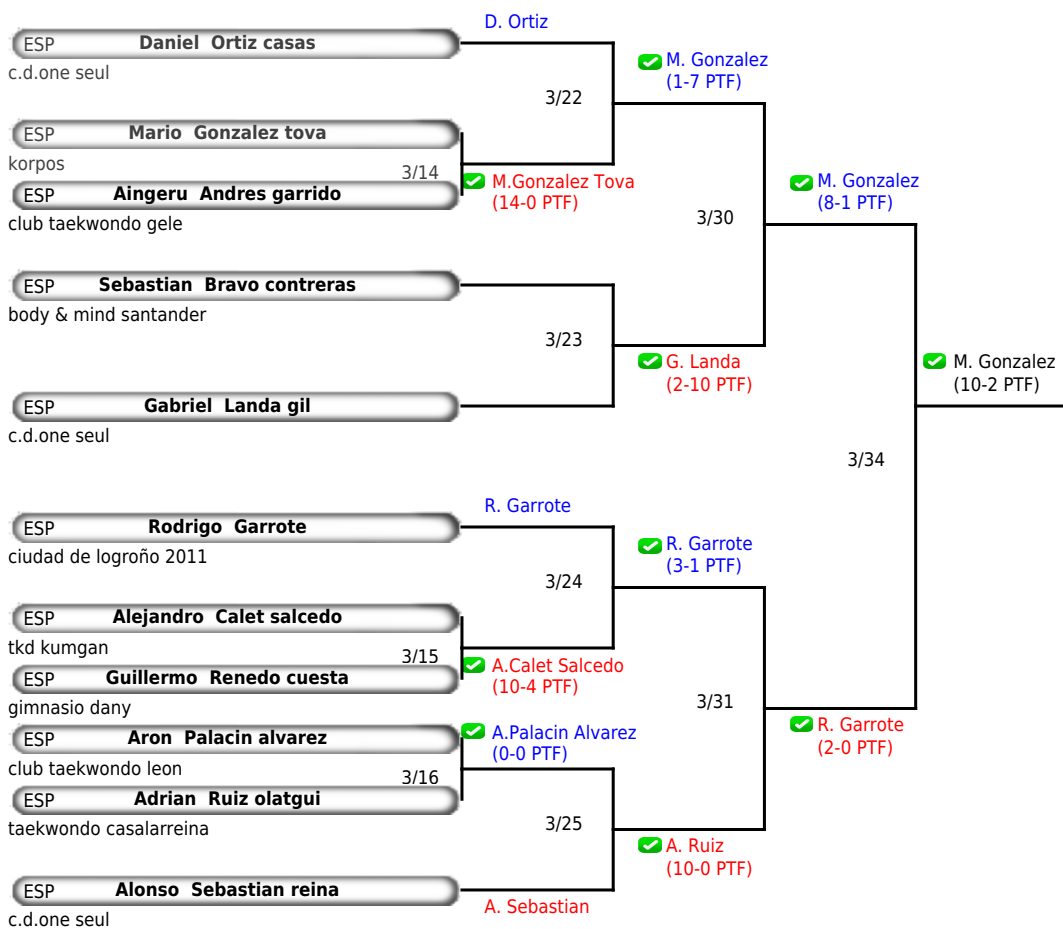 D. Ortiz
ESP Daniel Ortiz casas
c.d.one seul
M. Gonzalez
(1-7 PTF)
3/22
ESP Mario Gonzalez tova
korpos
3/14
M.Gonzalez Tova
(14-0 PTF)
M. Gonzalez
(8-1 PTF)
ESP Aingeru Andres garrido
club taekwondo gele
3/30
ESP Sebastian Bravo contreras
body & mind santander
3/23
G. Landa
(2-10 PTF)
M. Gonzalez
(10-2 PTF)
ESP Gabriel Landa gil
c.d.one seul
3/34
R. Garrote
ESP Rodrigo Garrote
ciudad de logroño 2011
R. Garrote
(3-1 PTF)
3/24
ESP Alejandro Calet salcedo
tkd kumgan
3/15
A.Calet Salcedo
(10-4 PTF)
ESP Guillermo Renedo cuesta
gimnasio dany
3/31
R. Garrote
(2-0 PTF)
A.Palacin Alvarez
(0-0 PTF)
ESP Aron Palacin alvarez
club taekwondo leon
3/16
ESP Adrian Ruiz olatgui
taekwondo casalarreina
3/25
A. Ruiz
(10-0 PTF)
ESP Alonso Sebastian reina
A. Sebastian
c.d.one seul